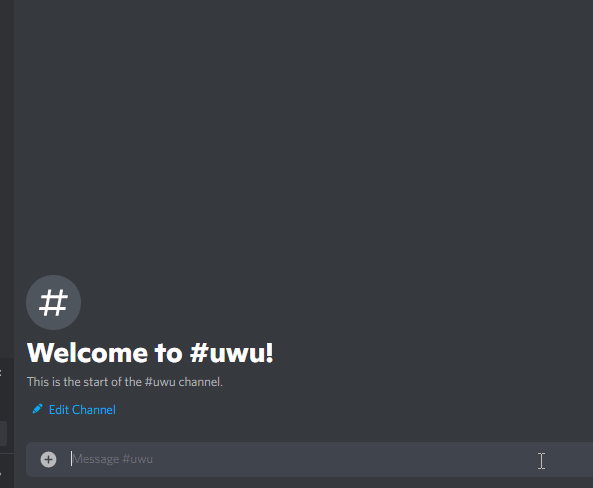 #
Welcome to #uwu!
This is the start of the #uwu channel.
Edit Channel
Message #uwu